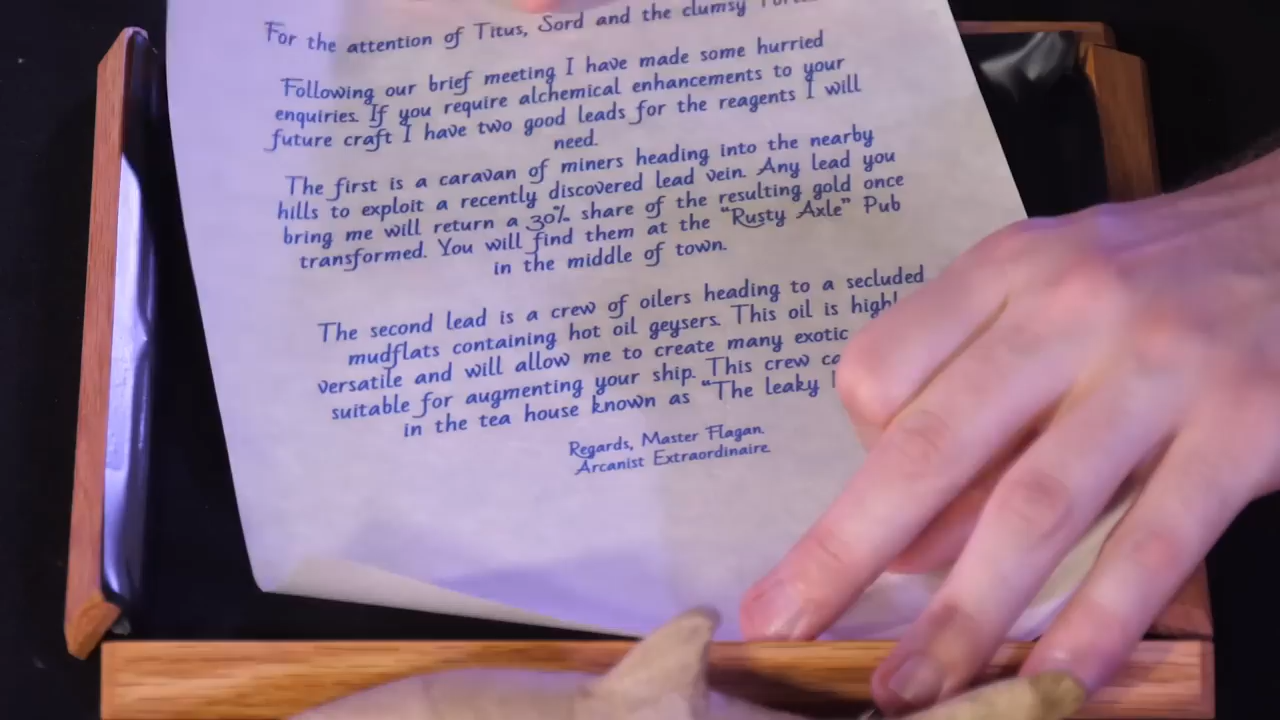 For the attention of Titus, Sord and the clumsy
Following our brief meeting I have made some hurried
enquiries. If you require alchemical enhancements to your
future craft I have two good leads for the reagents I will
need.
The first is a caravan of miners heading into the nearby
hills to exploit a recently discovered lead vein. Any lead you
bring me will return a 30% share of the resulting gold once
transformed. You will find them at the "Rusty Axle" Pub
in the middle of town.
The second lead is a crew of oilers heading to a secluded
mudflats containing hot oil geysers. This oil is
versatile and will allow me to create many exotic
suitable for augmenting your ship. This crew
in the tea house known as "The leaky
Regards, Master Flagan.
Arcanist Extraordinaire.